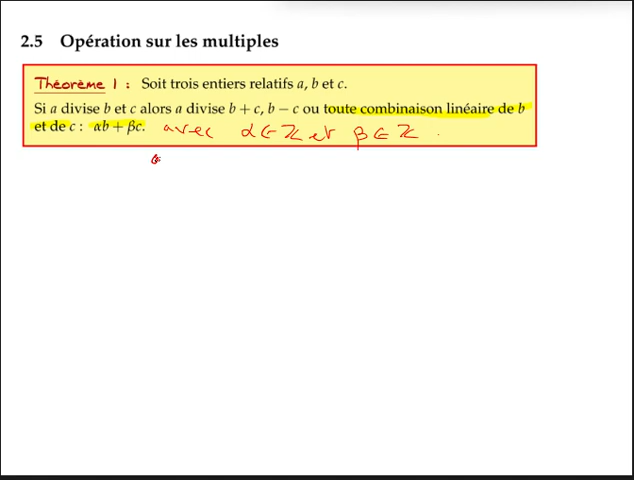 2.5 Opération sur les multiples
Théorème 1 : Soit trois entiers relatifs a, b et c.
Si a divise b et c alors a divise b + c, b − c ou toute combinaison linéaire de b
et de c : αb + βc. avec α ∈ ℤ et β ∈ ℤ .